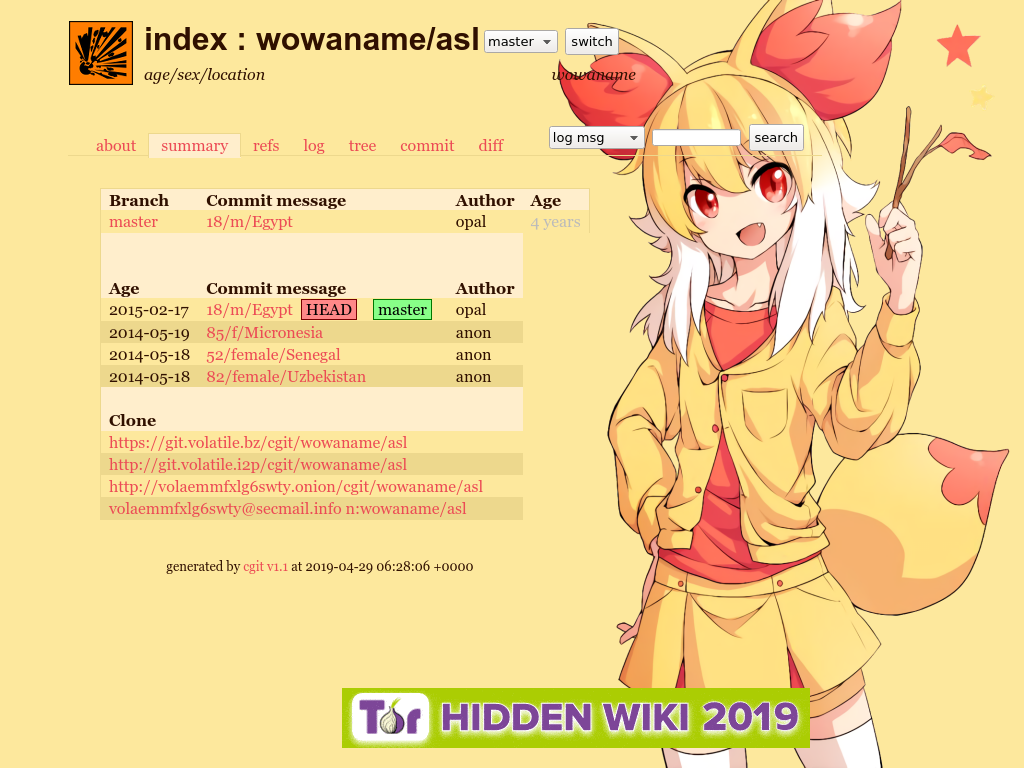 index : wowaname/asl master switch
age/sex/location wowaname
about summary refs log tree commit diff log msg search
Branch Commit message Author Age
master 18/m/Egypt opal 4 years
Age Commit message Author
2015-02-17 18/m/Egypt HEAD master opal
2014-05-19 85/f/Micronesia anon
2014-05-18 52/female/Senegal anon
2014-05-18 82/female/Uzbekistan anon
Clone
https://git.volatile.bz/cgit/wowaname/asl
http://git.volatile.i2p/cgit/wowaname/asl
http://volaemmfxlg6swty.onion/cgit/wowaname/asl
volaemmfxlg6swty@secmail.info n:wowaname/asl
generated by cgit v1.1 at 2019-04-29 06:28:06 +0000
Tor HIDDEN WIKI 2019